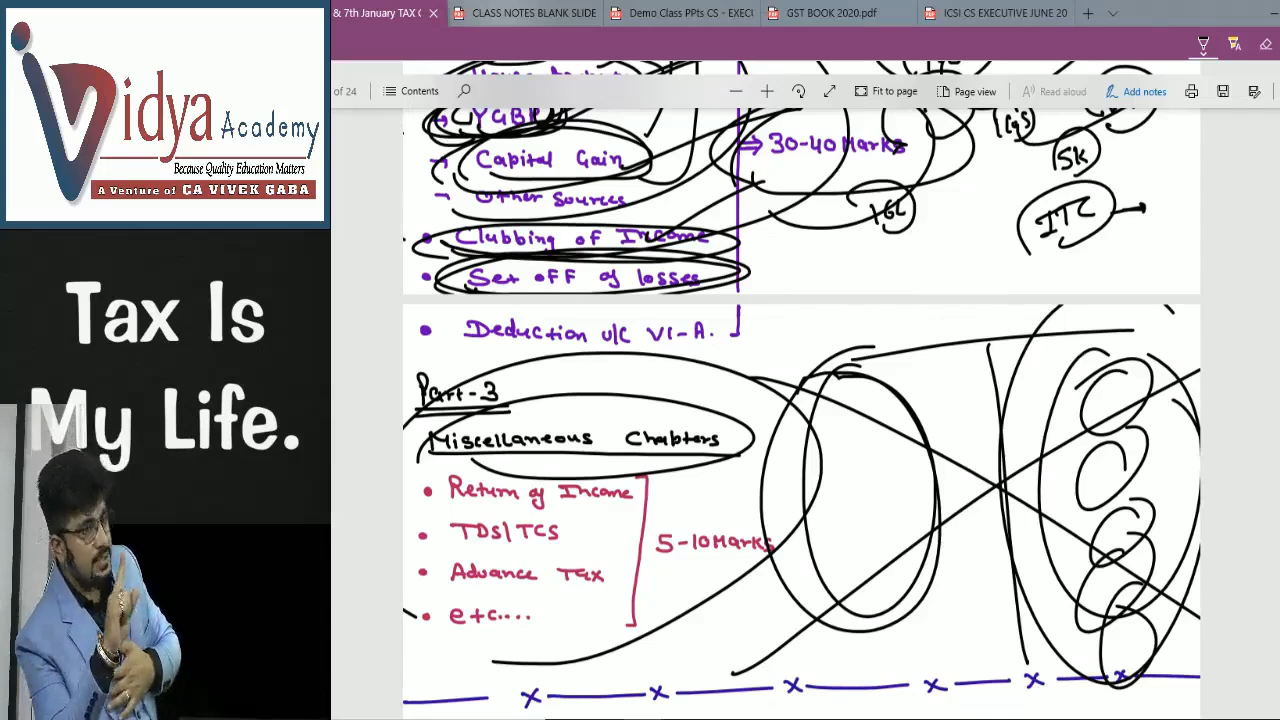 & 7th January TAX C
CLASS NOTES BLANK SLIDE
Demo Class PPts CS - EXECU
GST BOOK 2020.pdf
ICSI CS EXECUTIVE JUNE 20
of 24
Contents
Fit to page
Page view
Read aloud
Add notes
Vidya Academy
Because Quality Education Matters
A Venture of CA VIVEK GABA
Tax Is
My Life.
→ Capital Gain
⇒ 30-40 Marks
5K
ITC →
Other Sources
• Clubbing of Income
• Set off of losses
• Deduction u/c VI-A.
Part-3
Miscellaneous Chapters
• Return of Income
• TDS/TCS
• Advance Tax
• etc....
5-10 Marks